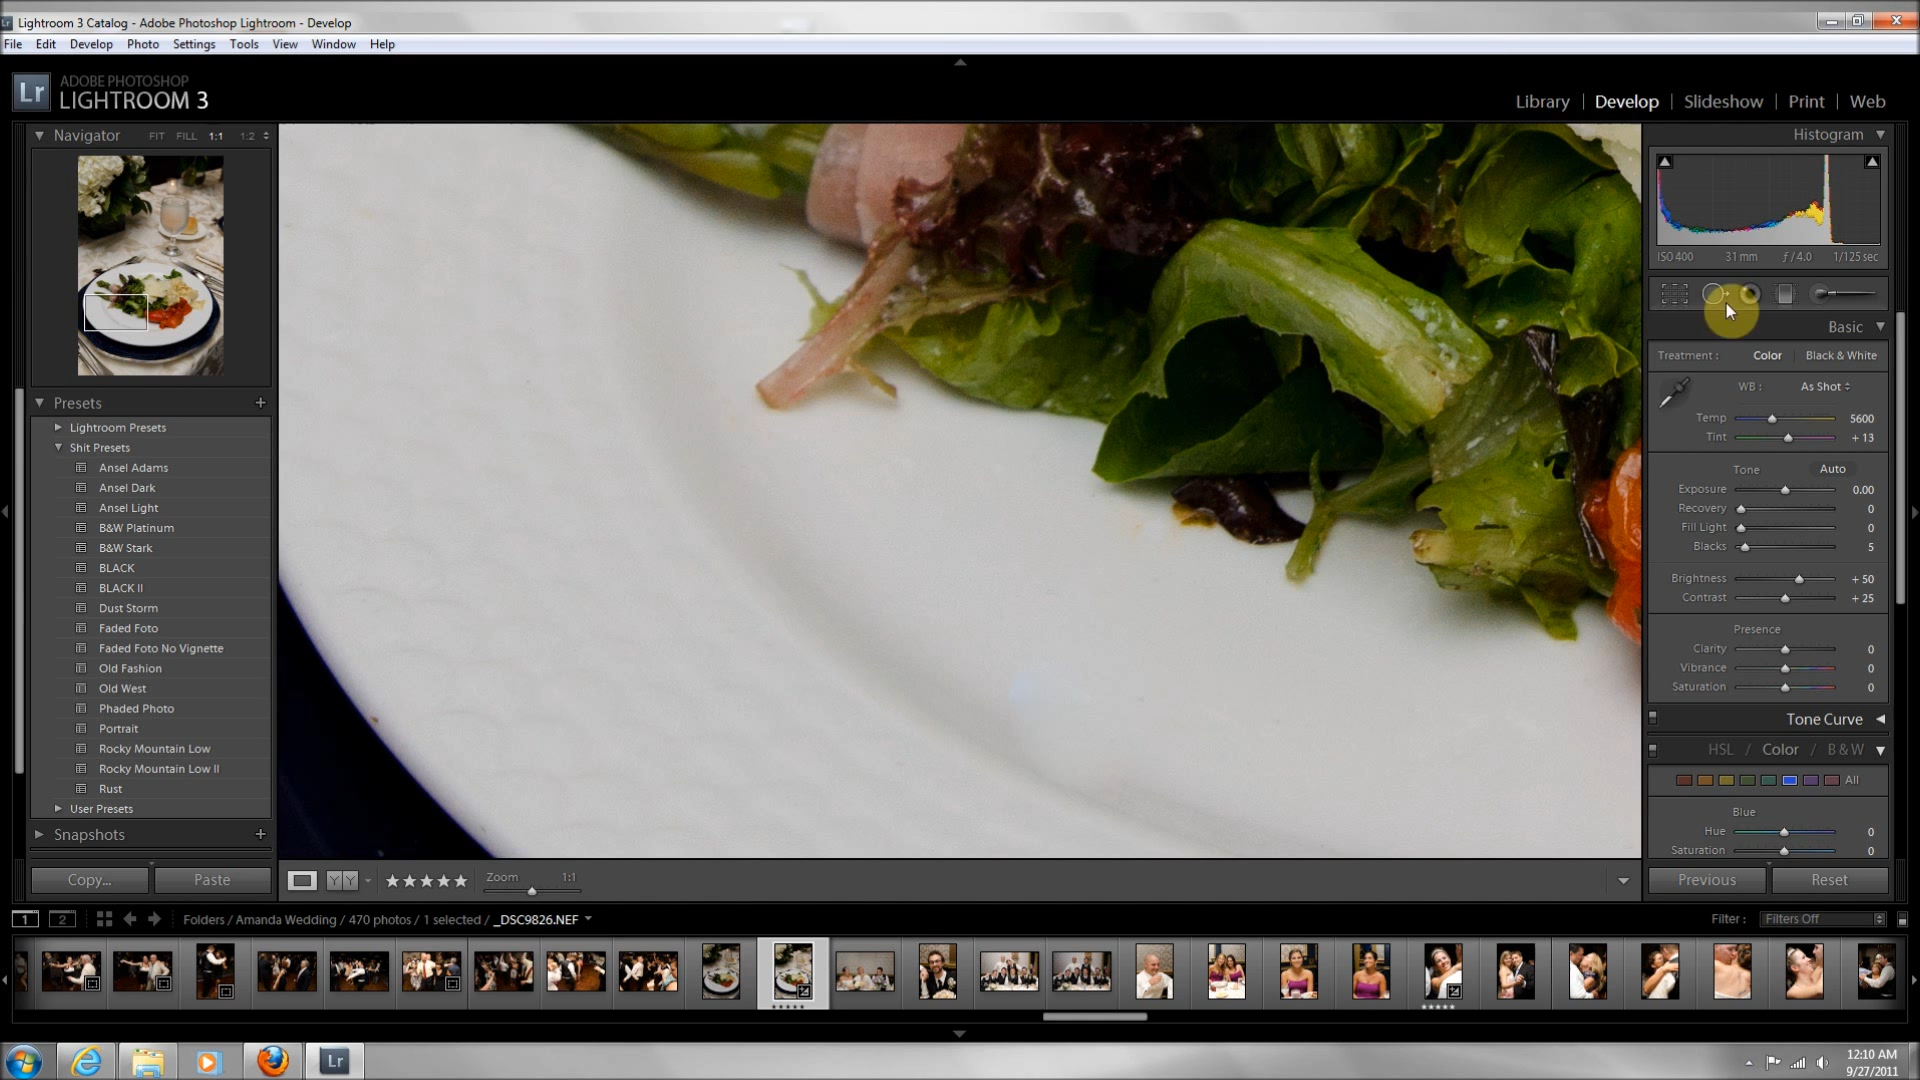 Lightroom 3 Catalog - Adobe Photoshop Lightroom - Develop
File Edit Develop Photo Settings Tools View Window Help
Lr ADOBE PHOTOSHOP
LIGHTROOM 3
Library | Develop | Slideshow | Print | Web
Navigator FIT FILL 1:1 1:2
Presets +
Lightroom Presets
Shit Presets
Ansel Adams
Ansel Dark
Ansel Light
B&W Platinum
B&W Stark
BLACK
BLACK II
Dust Storm
Faded Foto
Faded Foto No Vignette
Old Fashion
Old West
Phaded Photo
Portrait
Rocky Mountain Low
Rocky Mountain Low II
Rust
User Presets
Snapshots +
Copy... Paste
Histogram
ISO 400 31 mm ƒ / 4.0 1/125 sec
Basic
Treatment : Color | Black & White
WB : As Shot
Temp 5600
Tint + 13
Tone Auto
Exposure 0.00
Recovery 0
Fill Light 0
Blacks 5
Brightness + 50
Contrast + 25
Presence
Clarity 0
Vibrance 0
Saturation 0
Tone Curve
HSL / Color / B & W
All
Blue
Hue 0
Saturation 0
Previous Reset
YY ★★★★★ Zoom 1:1
1 2 Folders / Amanda Wedding / 470 photos / 1 selected / _DSC9826.NEF
Filter : Filters Off
Lr
12:10 AM
9/27/2011